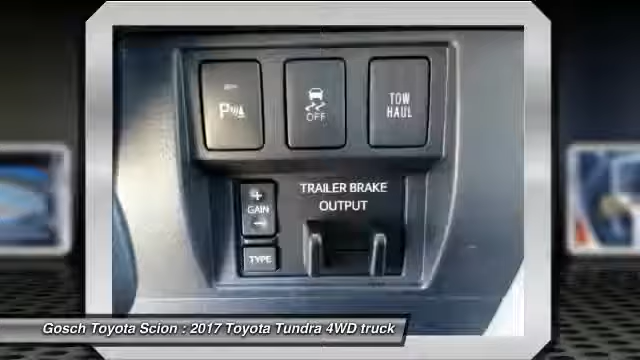 P
OFF
TOW
HAUL
TRAILER BRAKE
OUTPUT
+
GAIN
-
TYPE
Gosch Toyota Scion : 2017 Toyota Tundra 4WD truck